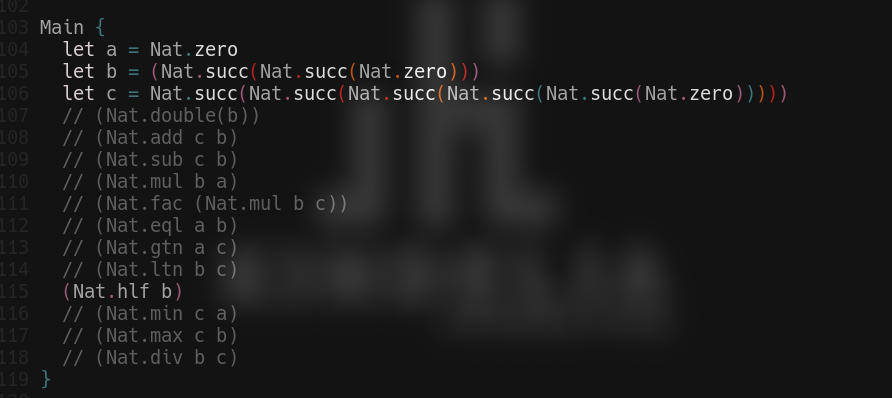 102
103 Main {
104   let a = Nat.zero
105   let b = (Nat.succ(Nat.succ(Nat.zero)))
106   let c = Nat.succ(Nat.succ(Nat.succ(Nat.succ(Nat.succ(Nat.zero)))))
107   // (Nat.double(b))
108   // (Nat.add c b)
109   // (Nat.sub c b)
110   // (Nat.mul b a)
111   // (Nat.fac (Nat.mul b c))
112   // (Nat.eql a b)
113   // (Nat.gtn a c)
114   // (Nat.ltn b c)
115   (Nat.hlf b)
116   // (Nat.min c a)
117   // (Nat.max c b)
118   // (Nat.div b c)
119 }